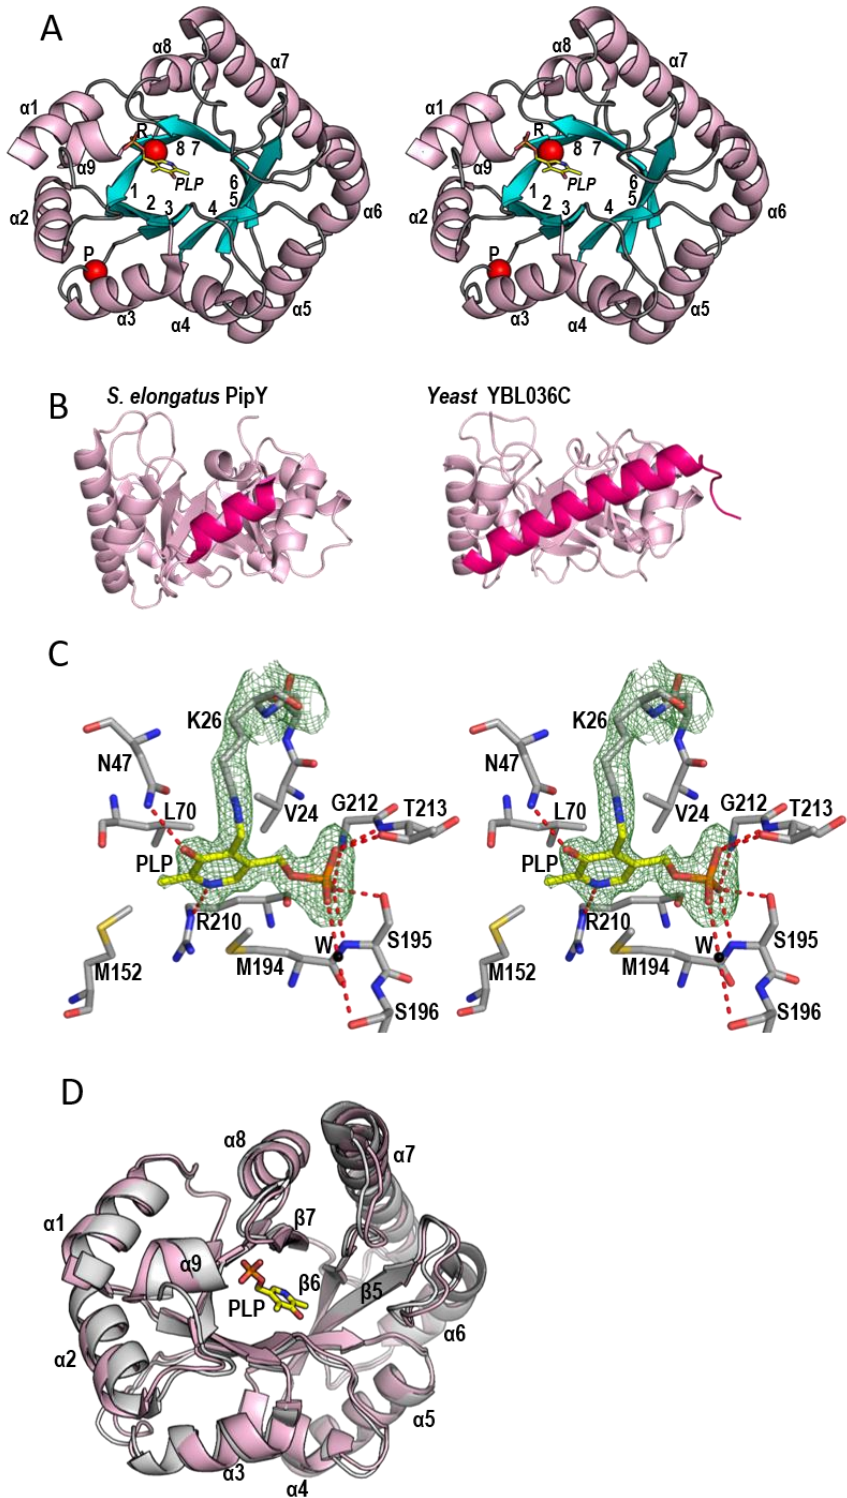 A
α8 α7 α8 α7
α1 R 8 7 α1 R 8 7
α9 PLP 6 α9 PLP 6
1 5 1 5
α2 2 3 4 α6 α2 2 3 4 α6
P P
α3 α4 α5 α3 α4 α5
B
S. elongatus PipY Yeast YBL036C
C
K26 K26
N47 N47
L70 V24 G212 T213 L70 V24 G212 T213
PLP PLP
R210 R210
M152 M194 W S195 M152 M194 W S195
S196 S196
D
α8 α7
α1 β7
α9 β6 β5
PLP
α2 α6
α5
α3
α4